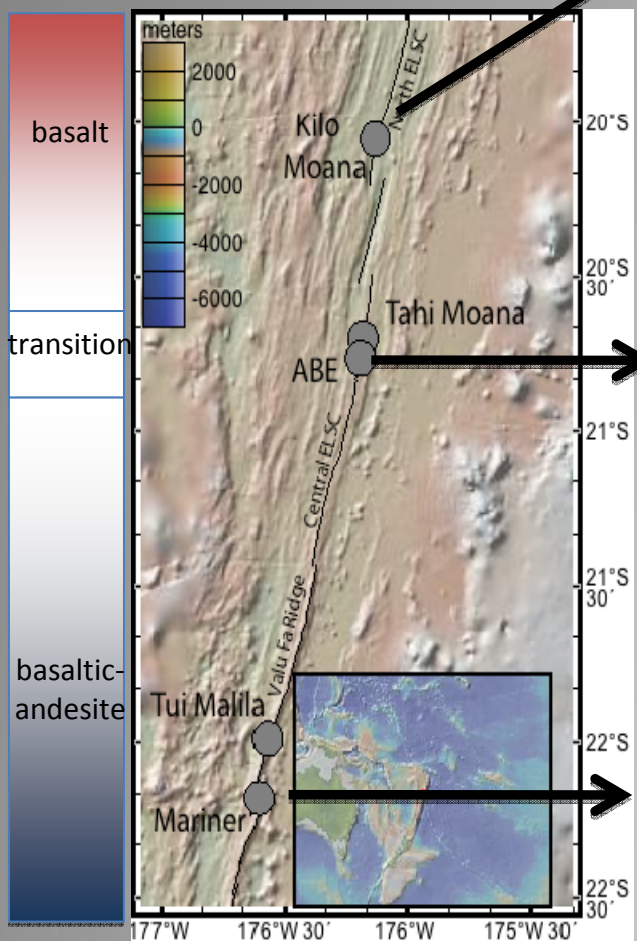 meters
2000
0
-2000
-4000
-6000
basalt
transition
basaltic-
andesite
North ELSC
Kilo
Moana
Tahi Moana
ABE
Central ELSC
Valu Fa Ridge
Tui Malila
Mariner
20°S
20°S
30'
21°S
21°S
30'
22°S
22°S
30'
177°W
176°W 30'
176°W
175°W 30'